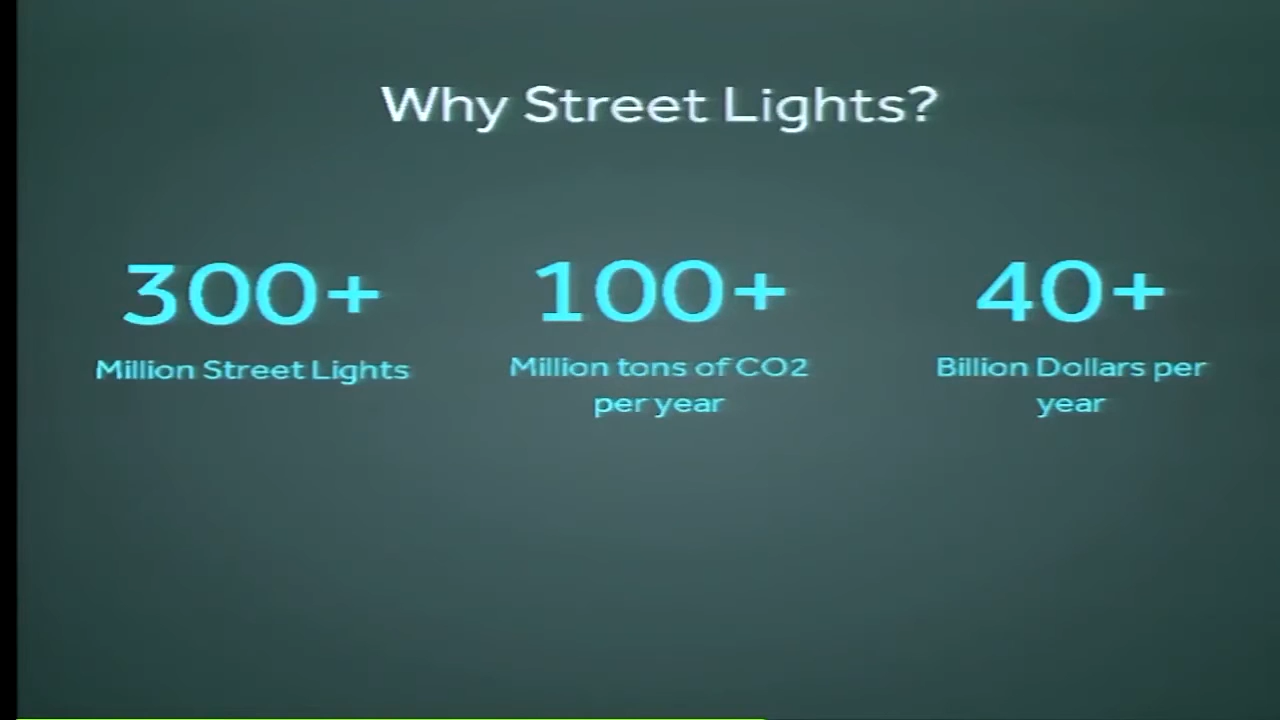 Why Street Lights?
300+
Million Street Lights
100+
Million tons of CO2
per year
40+
Billion Dollars per
year